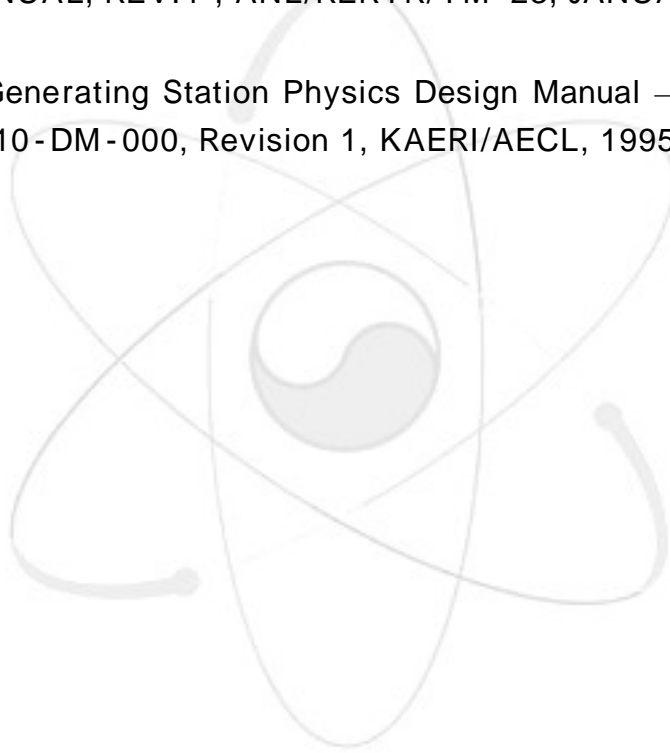 Generating Station Physics Design Manual –
10-DM-000, Revision 1, KAERI/AECL, 1995